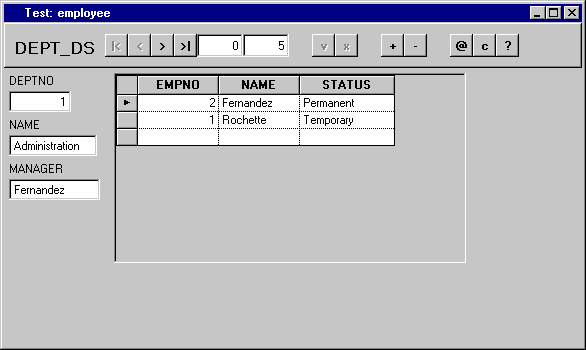 Test: employee
DEPT_DS |< < > >| 0 5 v x + - @ c ?
DEPTNO
1
NAME
Administration
MANAGER
Fernandez
EMPNO NAME STATUS
2 Fernandez Permanent
1 Rochette Temporary